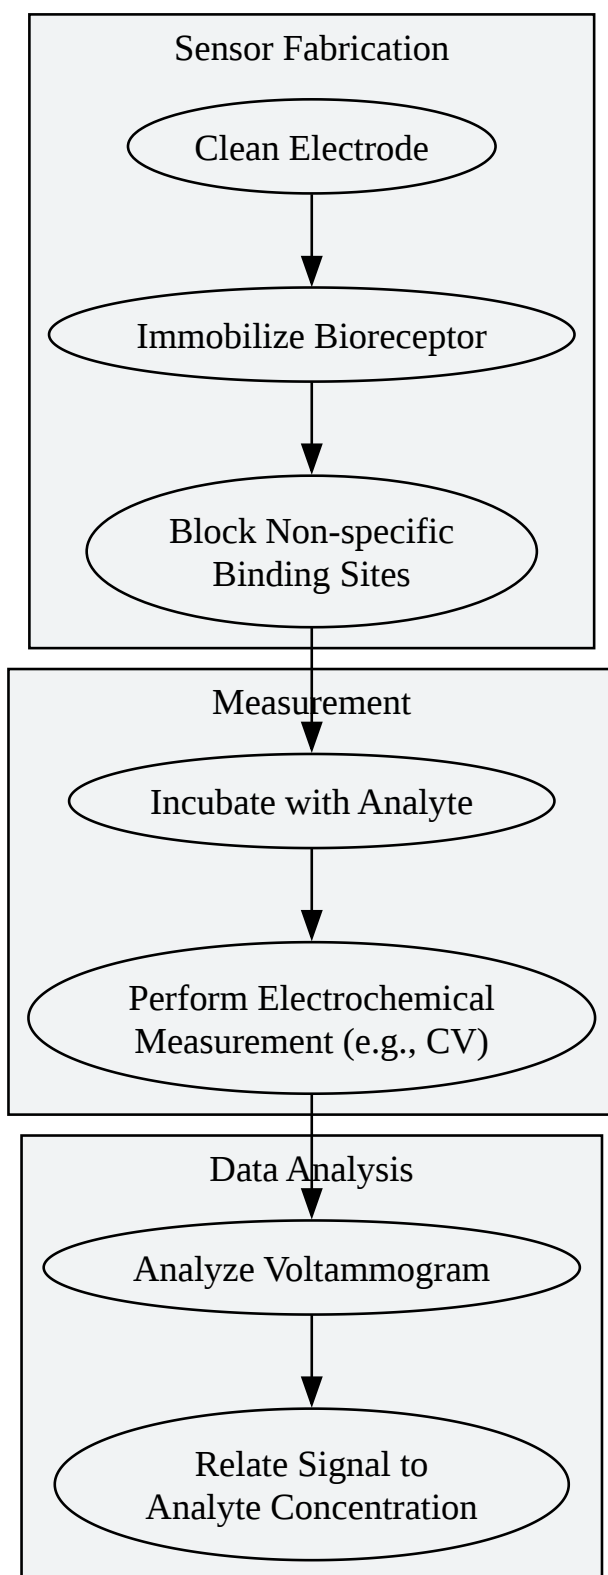 Sensor Fabrication
Clean Electrode
Immobilize Bioreceptor
Block Non-specific
Binding Sites
Measurement
Incubate with Analyte
Perform Electrochemical
Measurement (e.g., CV)
Data Analysis
Analyze Voltammogram
Relate Signal to
Analyte Concentration